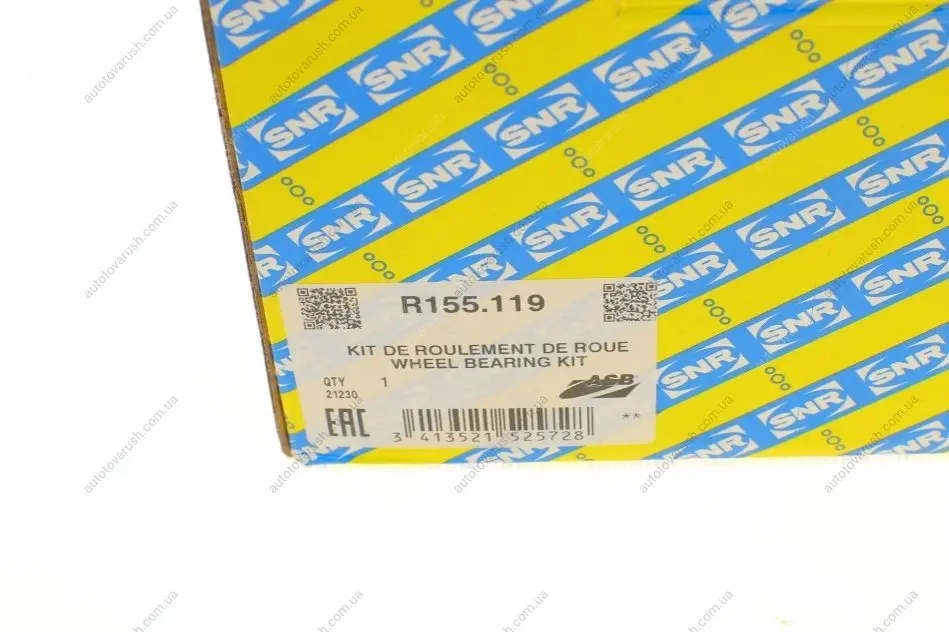 SNR
R155.119
KIT DE ROULEMENT DE ROUE
WHEEL BEARING KIT
QTY 1
21230
ASB
EAC
**
3 413521 525728
autotovarush.com.ua